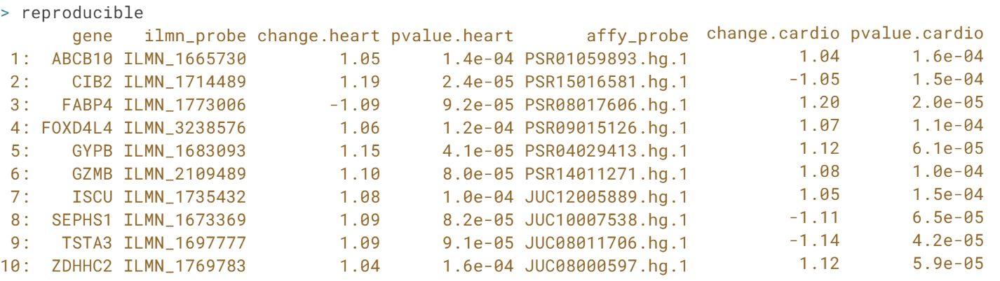 > reproducible
gene ilmn_probe change.heart pvalue.heart affy_probe change.cardio pvalue.cardio
1: ABCB10 ILMN_1665730 1.05 1.4e-04 PSR01059893.hg.1 1.04 1.6e-04
2: CIB2 ILMN_1714489 1.19 2.4e-05 PSR15016581.hg.1 -1.05 1.5e-04
3: FABP4 ILMN_1773006 -1.09 9.2e-05 PSR08017606.hg.1 1.20 2.0e-05
4: FOXD4L4 ILMN_3238576 1.06 1.2e-04 PSR09015126.hg.1 1.07 1.1e-04
5: GYPB ILMN_1683093 1.15 4.1e-05 PSR04029413.hg.1 1.12 6.1e-05
6: GZMB ILMN_2109489 1.10 8.0e-05 PSR14011271.hg.1 1.08 1.0e-04
7: ISCU ILMN_1735432 1.08 1.0e-04 JUC12005889.hg.1 1.05 1.5e-04
8: SEPHS1 ILMN_1673369 1.09 8.2e-05 JUC10007538.hg.1 -1.11 6.5e-05
9: TSTA3 ILMN_1697777 1.09 9.1e-05 JUC08011706.hg.1 -1.14 4.2e-05
10: ZDHHC2 ILMN_1769783 1.04 1.6e-04 JUC08000597.hg.1 1.12 5.9e-05